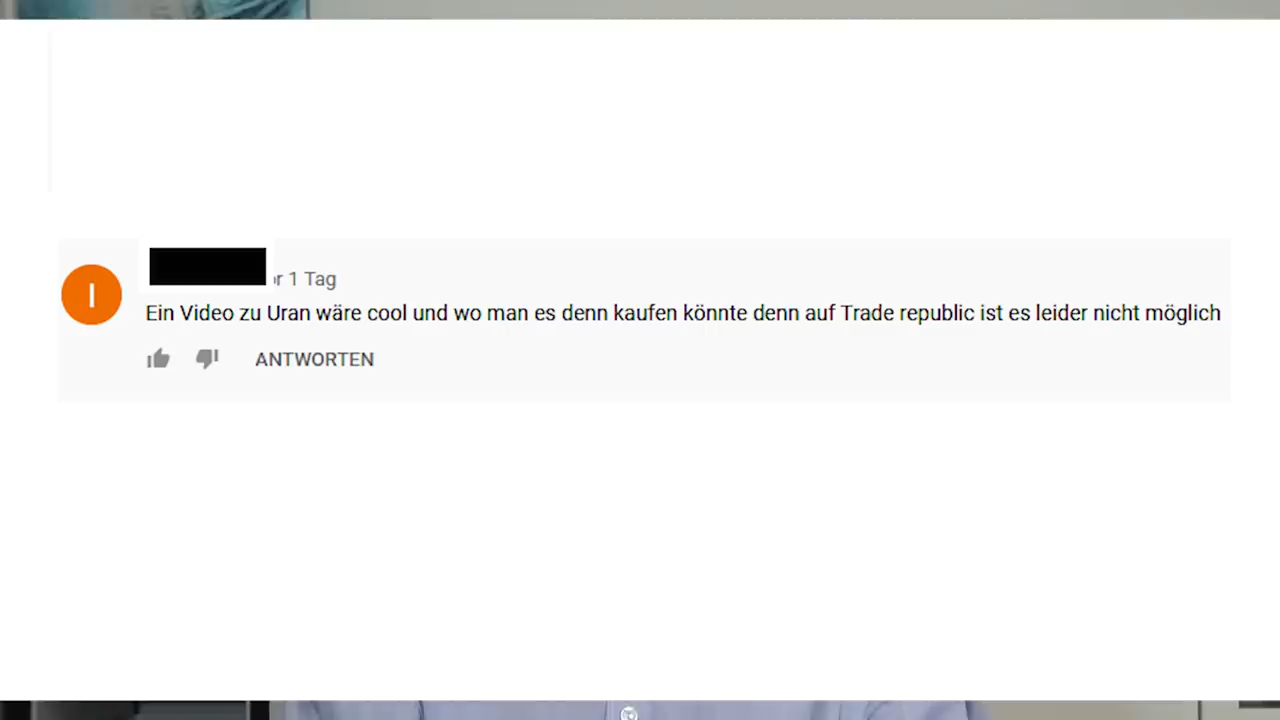 I
1 Tag
Ein Video zu Uran wäre cool und wo man es denn kaufen könnte denn auf Trade republic ist es leider nicht möglich
ANTWORTEN